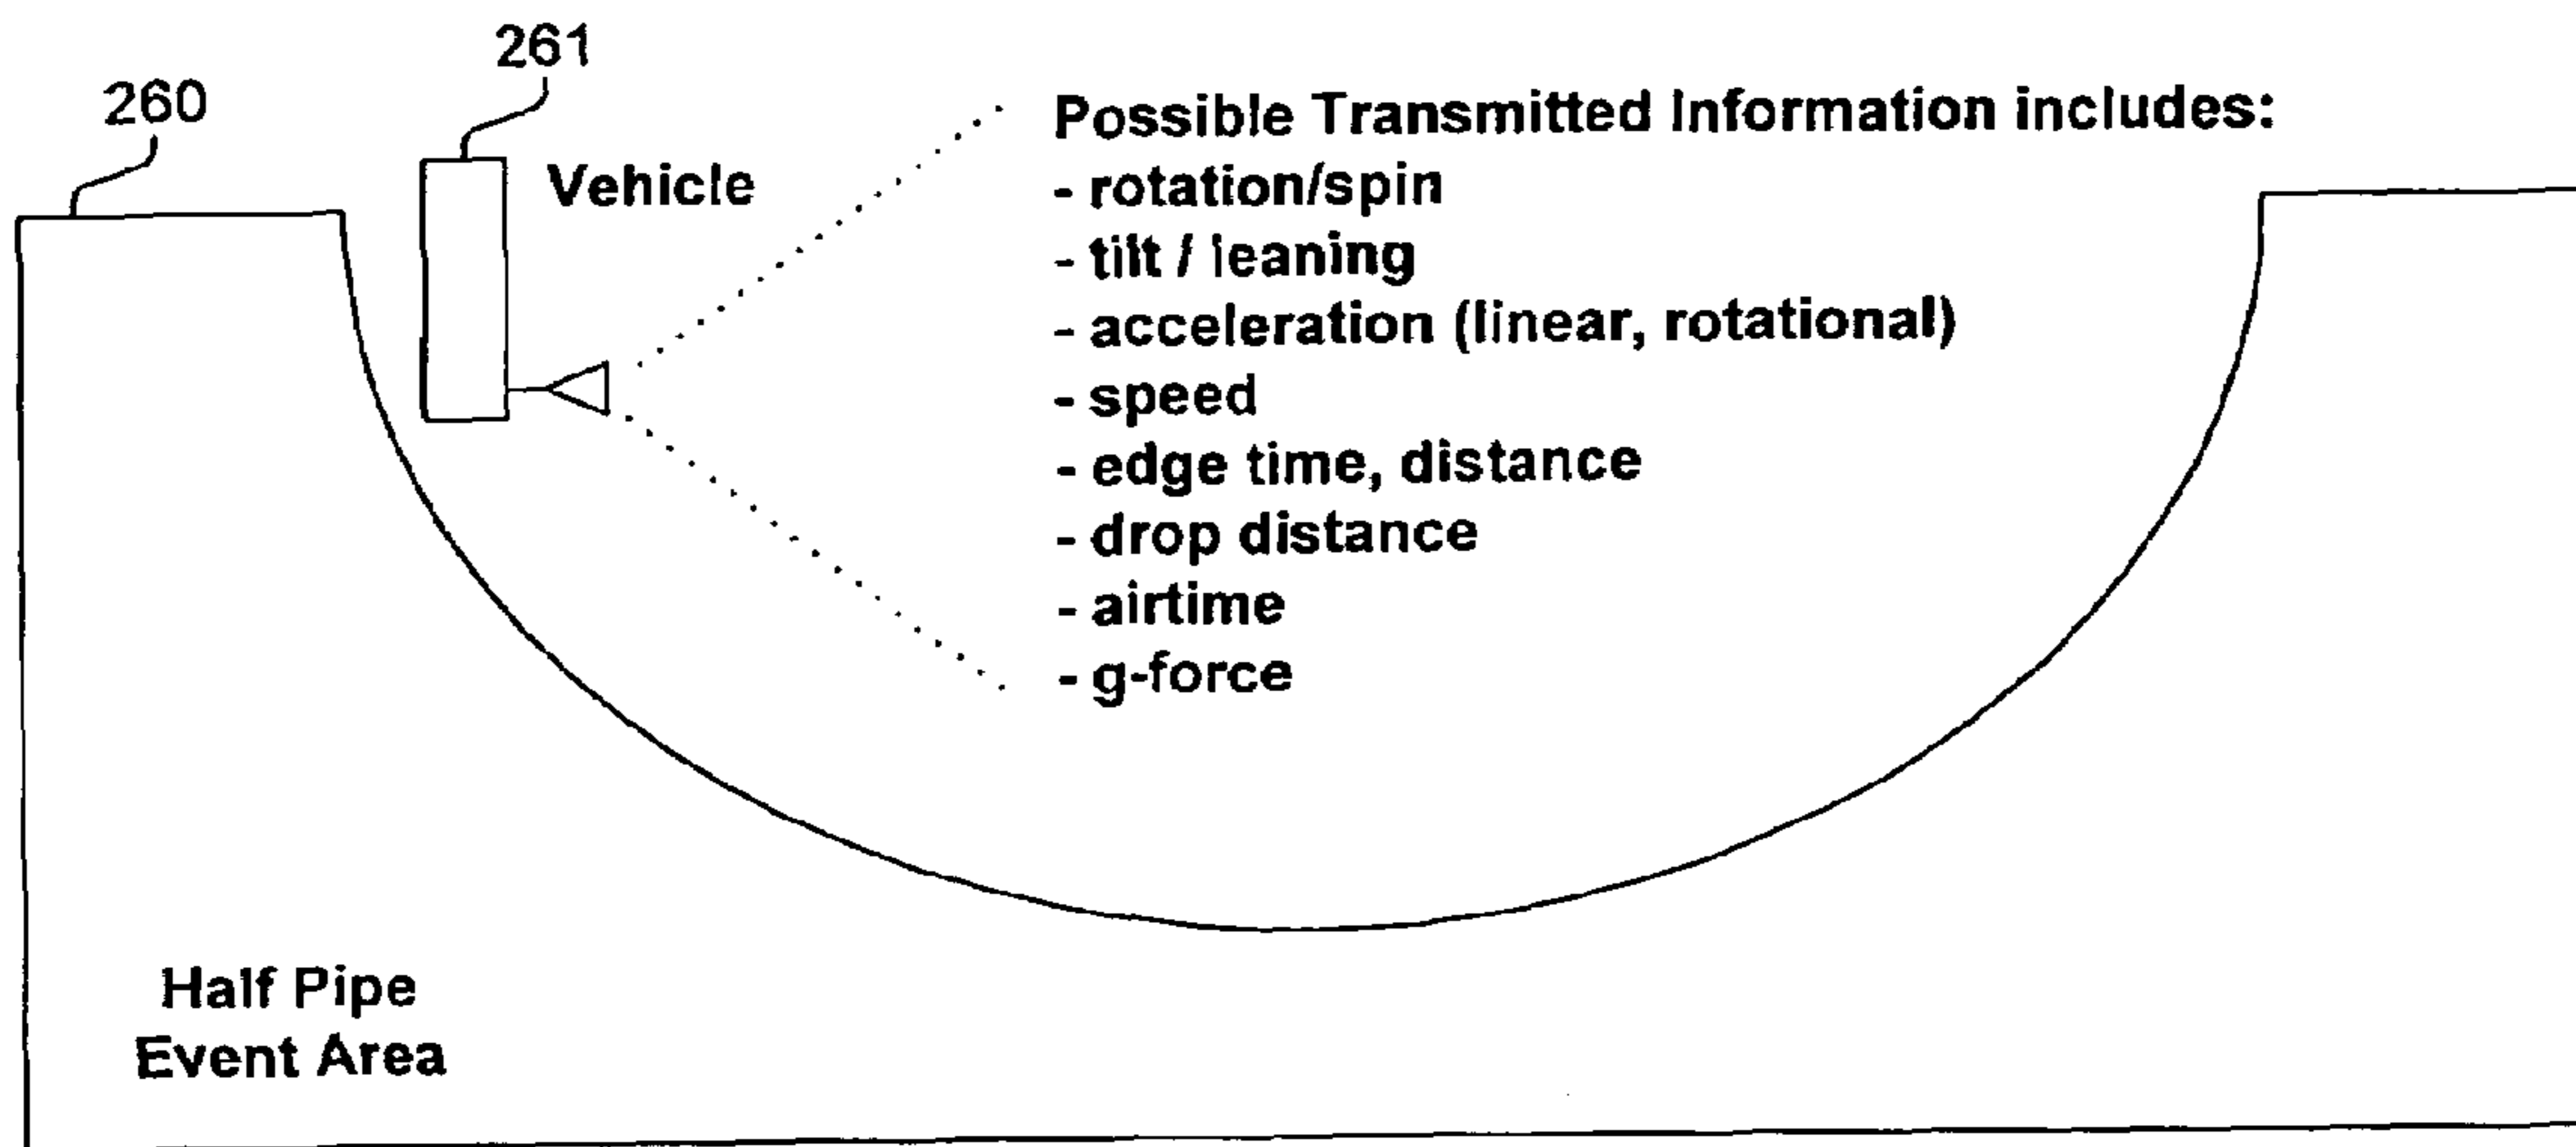 261
260
Possible Transmitted Information includes:
Vehicle
- rotation/spin
- tilt / leaning
- acceleration (linear, rotational)
- speed
- edge time, distance
- drop distance
- airtime
- g-force
Half Pipe
Event Area